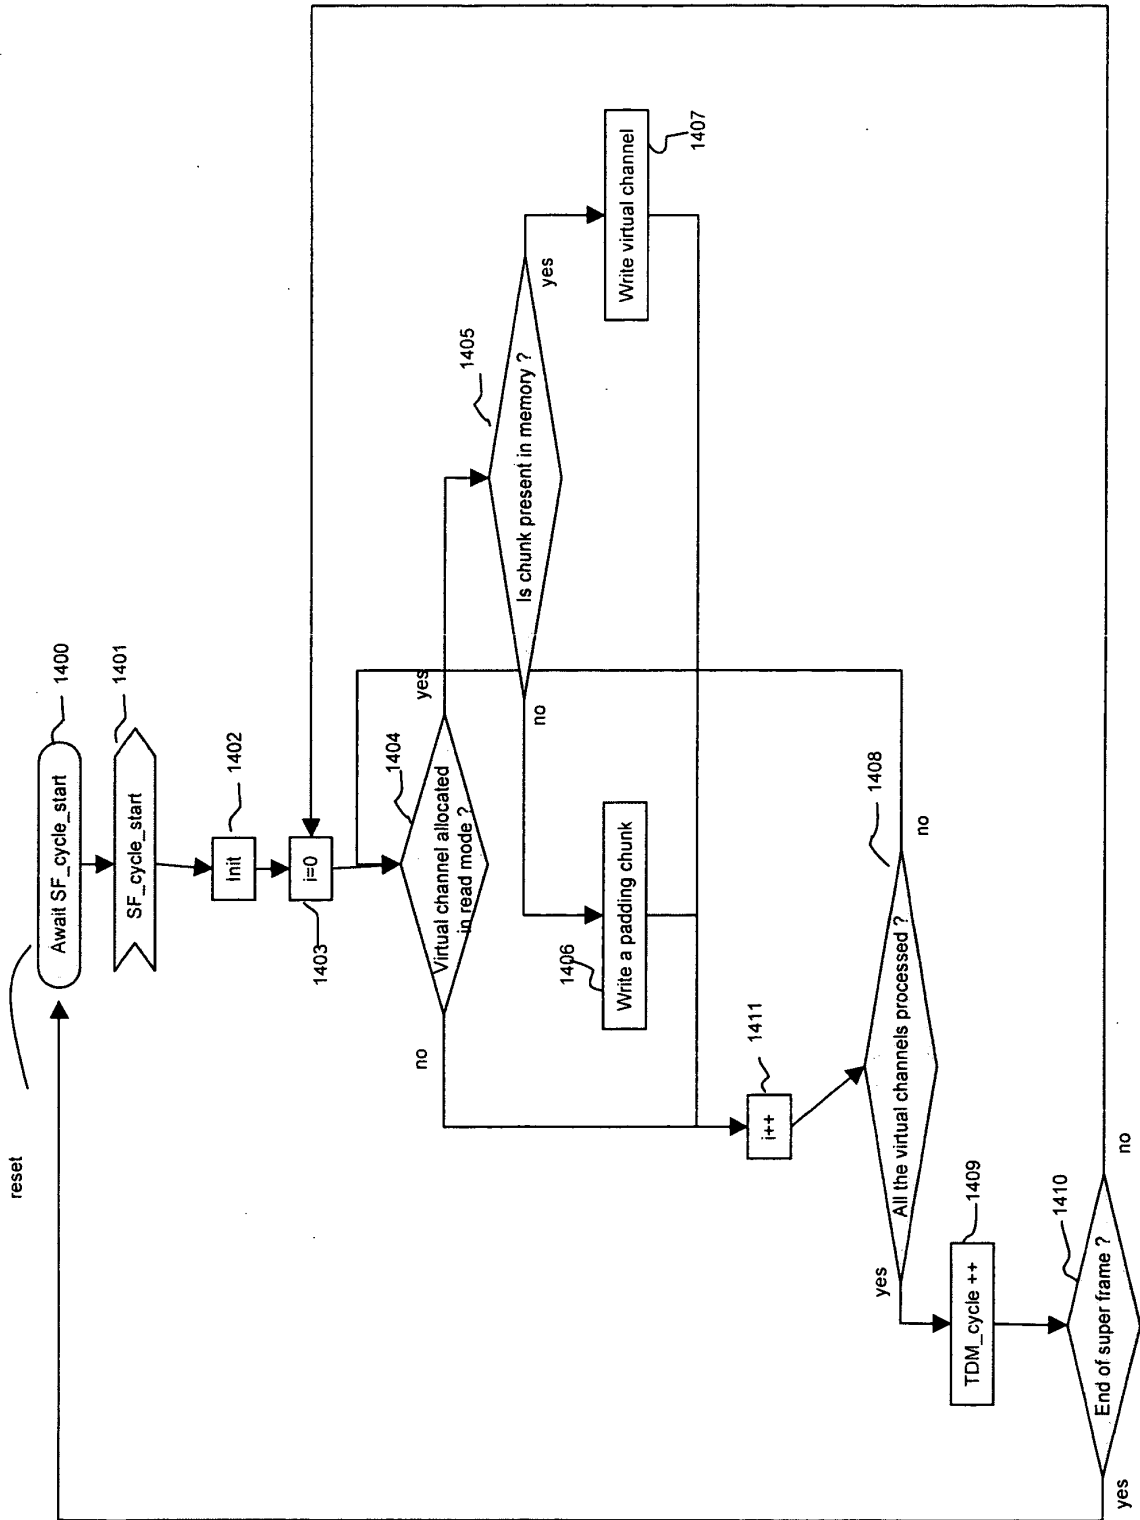 reset
Await SF_cycle_start
1400
SF_cycle_start
1401
Init
1402
i=0
1403
Virtual channel allocated
in read mode ?
1404
yes
no
Is chunk present in memory ?
1405
yes
no
Write a padding chunk
1406
Write virtual channel
1407
i++
1411
All the virtual channels processed ?
1408
no
yes
TDM_cycle ++
1409
End of super frame ?
1410
no
yes